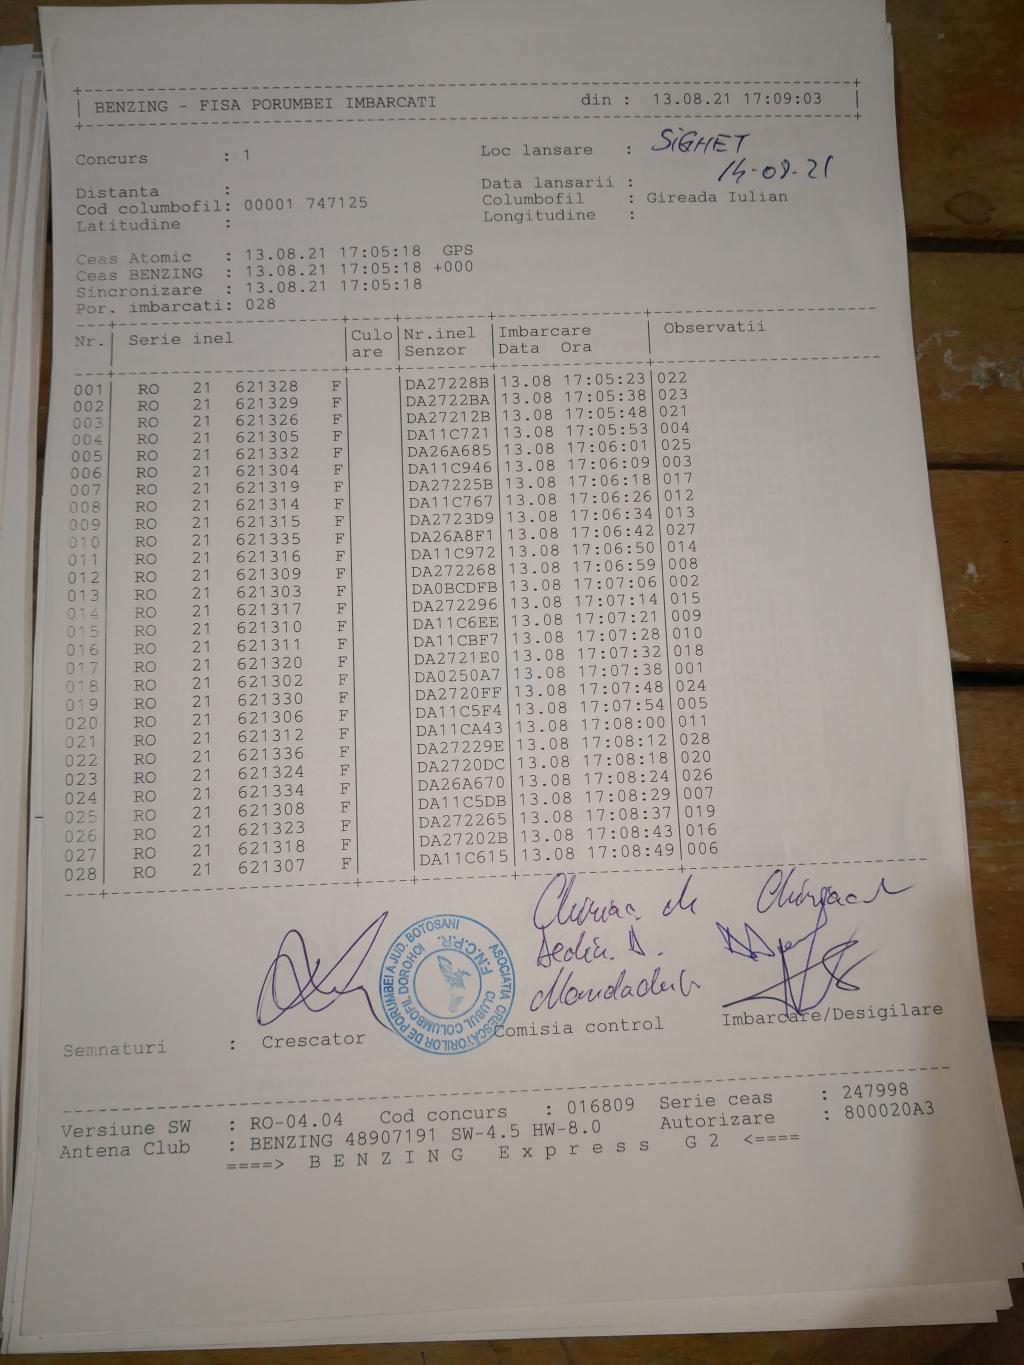 BENZING - FISA PORUMBEI IMBARCATI din : 13.08.21 17:09:03
Concurs : 1 Loc lansare : SIGHET
Distanta : Data lansarii : 14-08-21
Cod columbofil: 00001 747125 Columbofil : Gireada Iulian
Latitudine : Longitudine :
Ceas Atomic : 13.08.21 17:05:18 GPS
Ceas BENZING : 13.08.21 17:05:18 +000
Sincronizare : 13.08.21 17:05:18
Por. imbarcati: 028
Nr. Serie inel Culo Nr.inel Imbarcare Observatii
are Senzor Data Ora
001 RO 21 621328 F DA27228B 13.08 17:05:23 022
002 RO 21 621329 F DA2722BA 13.08 17:05:38 023
003 RO 21 621326 F DA27212B 13.08 17:05:48 021
004 RO 21 621305 F DA11C721 13.08 17:05:53 004
005 RO 21 621332 F DA26A685 13.08 17:06:01 025
006 RO 21 621304 F DA11C946 13.08 17:06:09 003
007 RO 21 621319 F DA27225B 13.08 17:06:18 017
008 RO 21 621314 F DA11C767 13.08 17:06:26 012
009 RO 21 621315 F DA2723D9 13.08 17:06:34 013
010 RO 21 621335 F DA26A8F1 13.08 17:06:42 027
011 RO 21 621316 F DA11C972 13.08 17:06:50 014
012 RO 21 621309 F DA272268 13.08 17:06:59 008
013 RO 21 621303 F DA0BCDFB 13.08 17:07:06 002
014 RO 21 621317 F DA272296 13.08 17:07:14 015
015 RO 21 621310 F DA11C6EE 13.08 17:07:21 009
016 RO 21 621311 F DA11CBF7 13.08 17:07:28 010
017 RO 21 621320 F DA2721E0 13.08 17:07:32 018
018 RO 21 621302 F DA0250A7 13.08 17:07:38 001
019 RO 21 621330 F DA2720FF 13.08 17:07:48 024
020 RO 21 621306 F DA11C5F4 13.08 17:07:54 005
021 RO 21 621312 F DA11CA43 13.08 17:08:00 011
022 RO 21 621336 F DA27229E 13.08 17:08:12 028
023 RO 21 621324 F DA2720DC 13.08 17:08:18 020
024 RO 21 621334 F DA26A670 13.08 17:08:24 026
025 RO 21 621308 F DA11C5DB 13.08 17:08:29 007
026 RO 21 621323 F DA272265 13.08 17:08:37 019
027 RO 21 621318 F DA27202B 13.08 17:08:43 016
028 RO 21 621307 F DA11C615 13.08 17:08:49 006
ASOCIATIA CRESCĂTORILOR DE PORUMBEI A JUD. BOTOSANI
CLUBUL COLUMBOFIL DOROHOI
F.N.C.P.R.
Semnaturi : Crescator Comisia control Imbarcare/Desigilare
Versiune SW : RO-04.04 Cod concurs : 016809 Serie ceas : 247998
Antena Club : BENZING 48907191 SW-4.5 HW-8.0 Autorizare : 800020A3
====> B E N Z I N G E x p r e s s G 2 <====